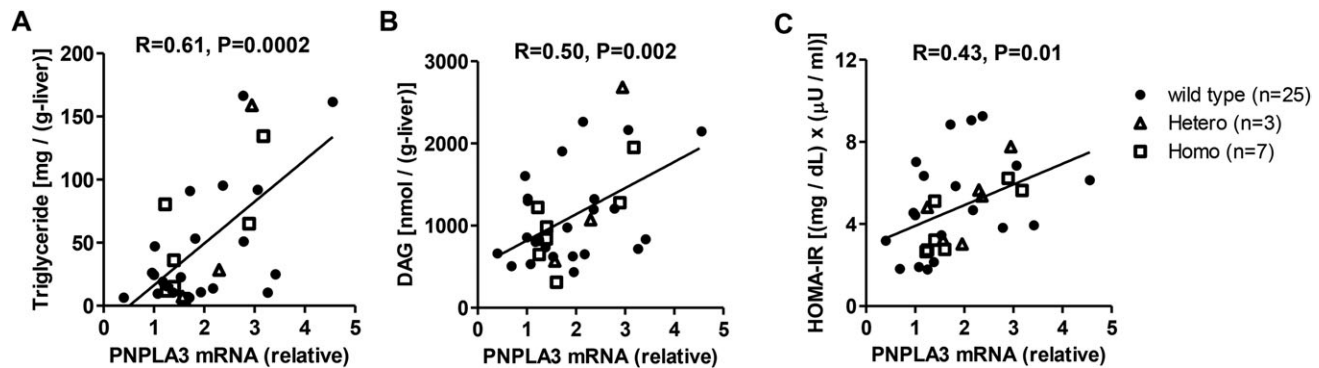 A
R=0.61, P=0.0002
Triglyceride [mg / (g-liver)]
200
150
100
50
0
0 1 2 3 4 5
PNPLA3 mRNA (relative)
B
R=0.50, P=0.002
DAG [nmol / (g-liver)]
3000
2000
1000
0
0 1 2 3 4 5
PNPLA3 mRNA (relative)
C
R=0.43, P=0.01
HOMA-IR [(mg / dL) x (μU / ml)]
12
8
4
0
0 1 2 3 4 5
PNPLA3 mRNA (relative)
wild type (n=25)
Hetero (n=3)
Homo (n=7)